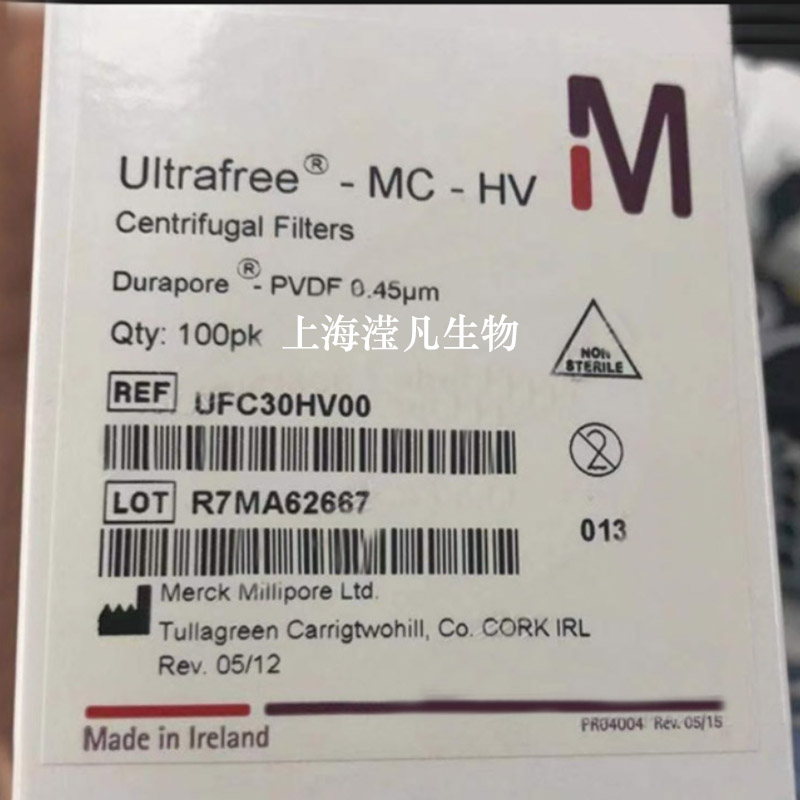 M
Ultrafree® - MC - HV
Centrifugal Filters
Durapore ®- PVDF 0.45µm
Qty: 100pk
上海滢凡生物
NON
STERILE
REF UFC30HV00
2
LOT R7MA62667
013
Merck Millipore Ltd.
Tullagreen Carrigtwohill, Co. CORK IRL
Rev. 05/12
Made in Ireland
PR04004 Rev. 05/15